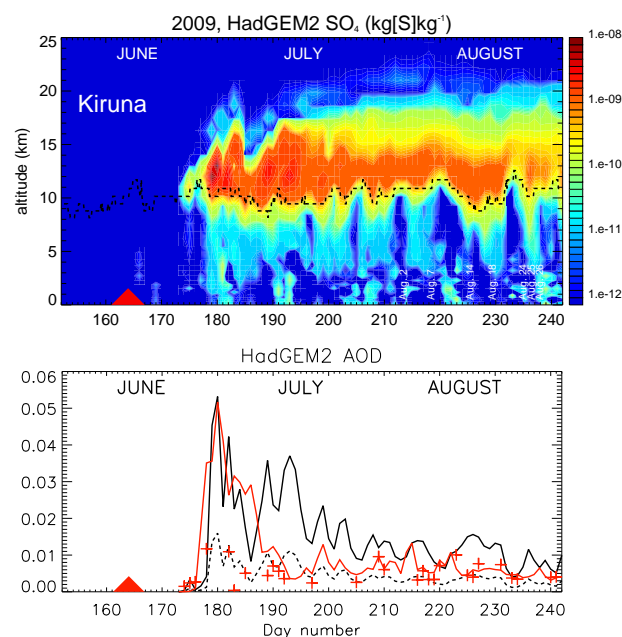 2009, HadGEM2 SO₄ (kg[S]kg⁻¹)
JUNE JULY AUGUST
Kiruna
altitude (km)
25
20
15
10
5
0
1.e-08
1.e-09
1.e-10
1.e-11
1.e-12
Aug. 2
Aug. 7
Aug. 14
Aug. 18
Aug. 24
160 170 180 190 200 210 220 230 240
HadGEM2 AOD
JUNE JULY AUGUST
0.06
0.05
0.04
0.03
0.02
0.01
0.00
160 170 180 190 200 210 220 230 240
Day number